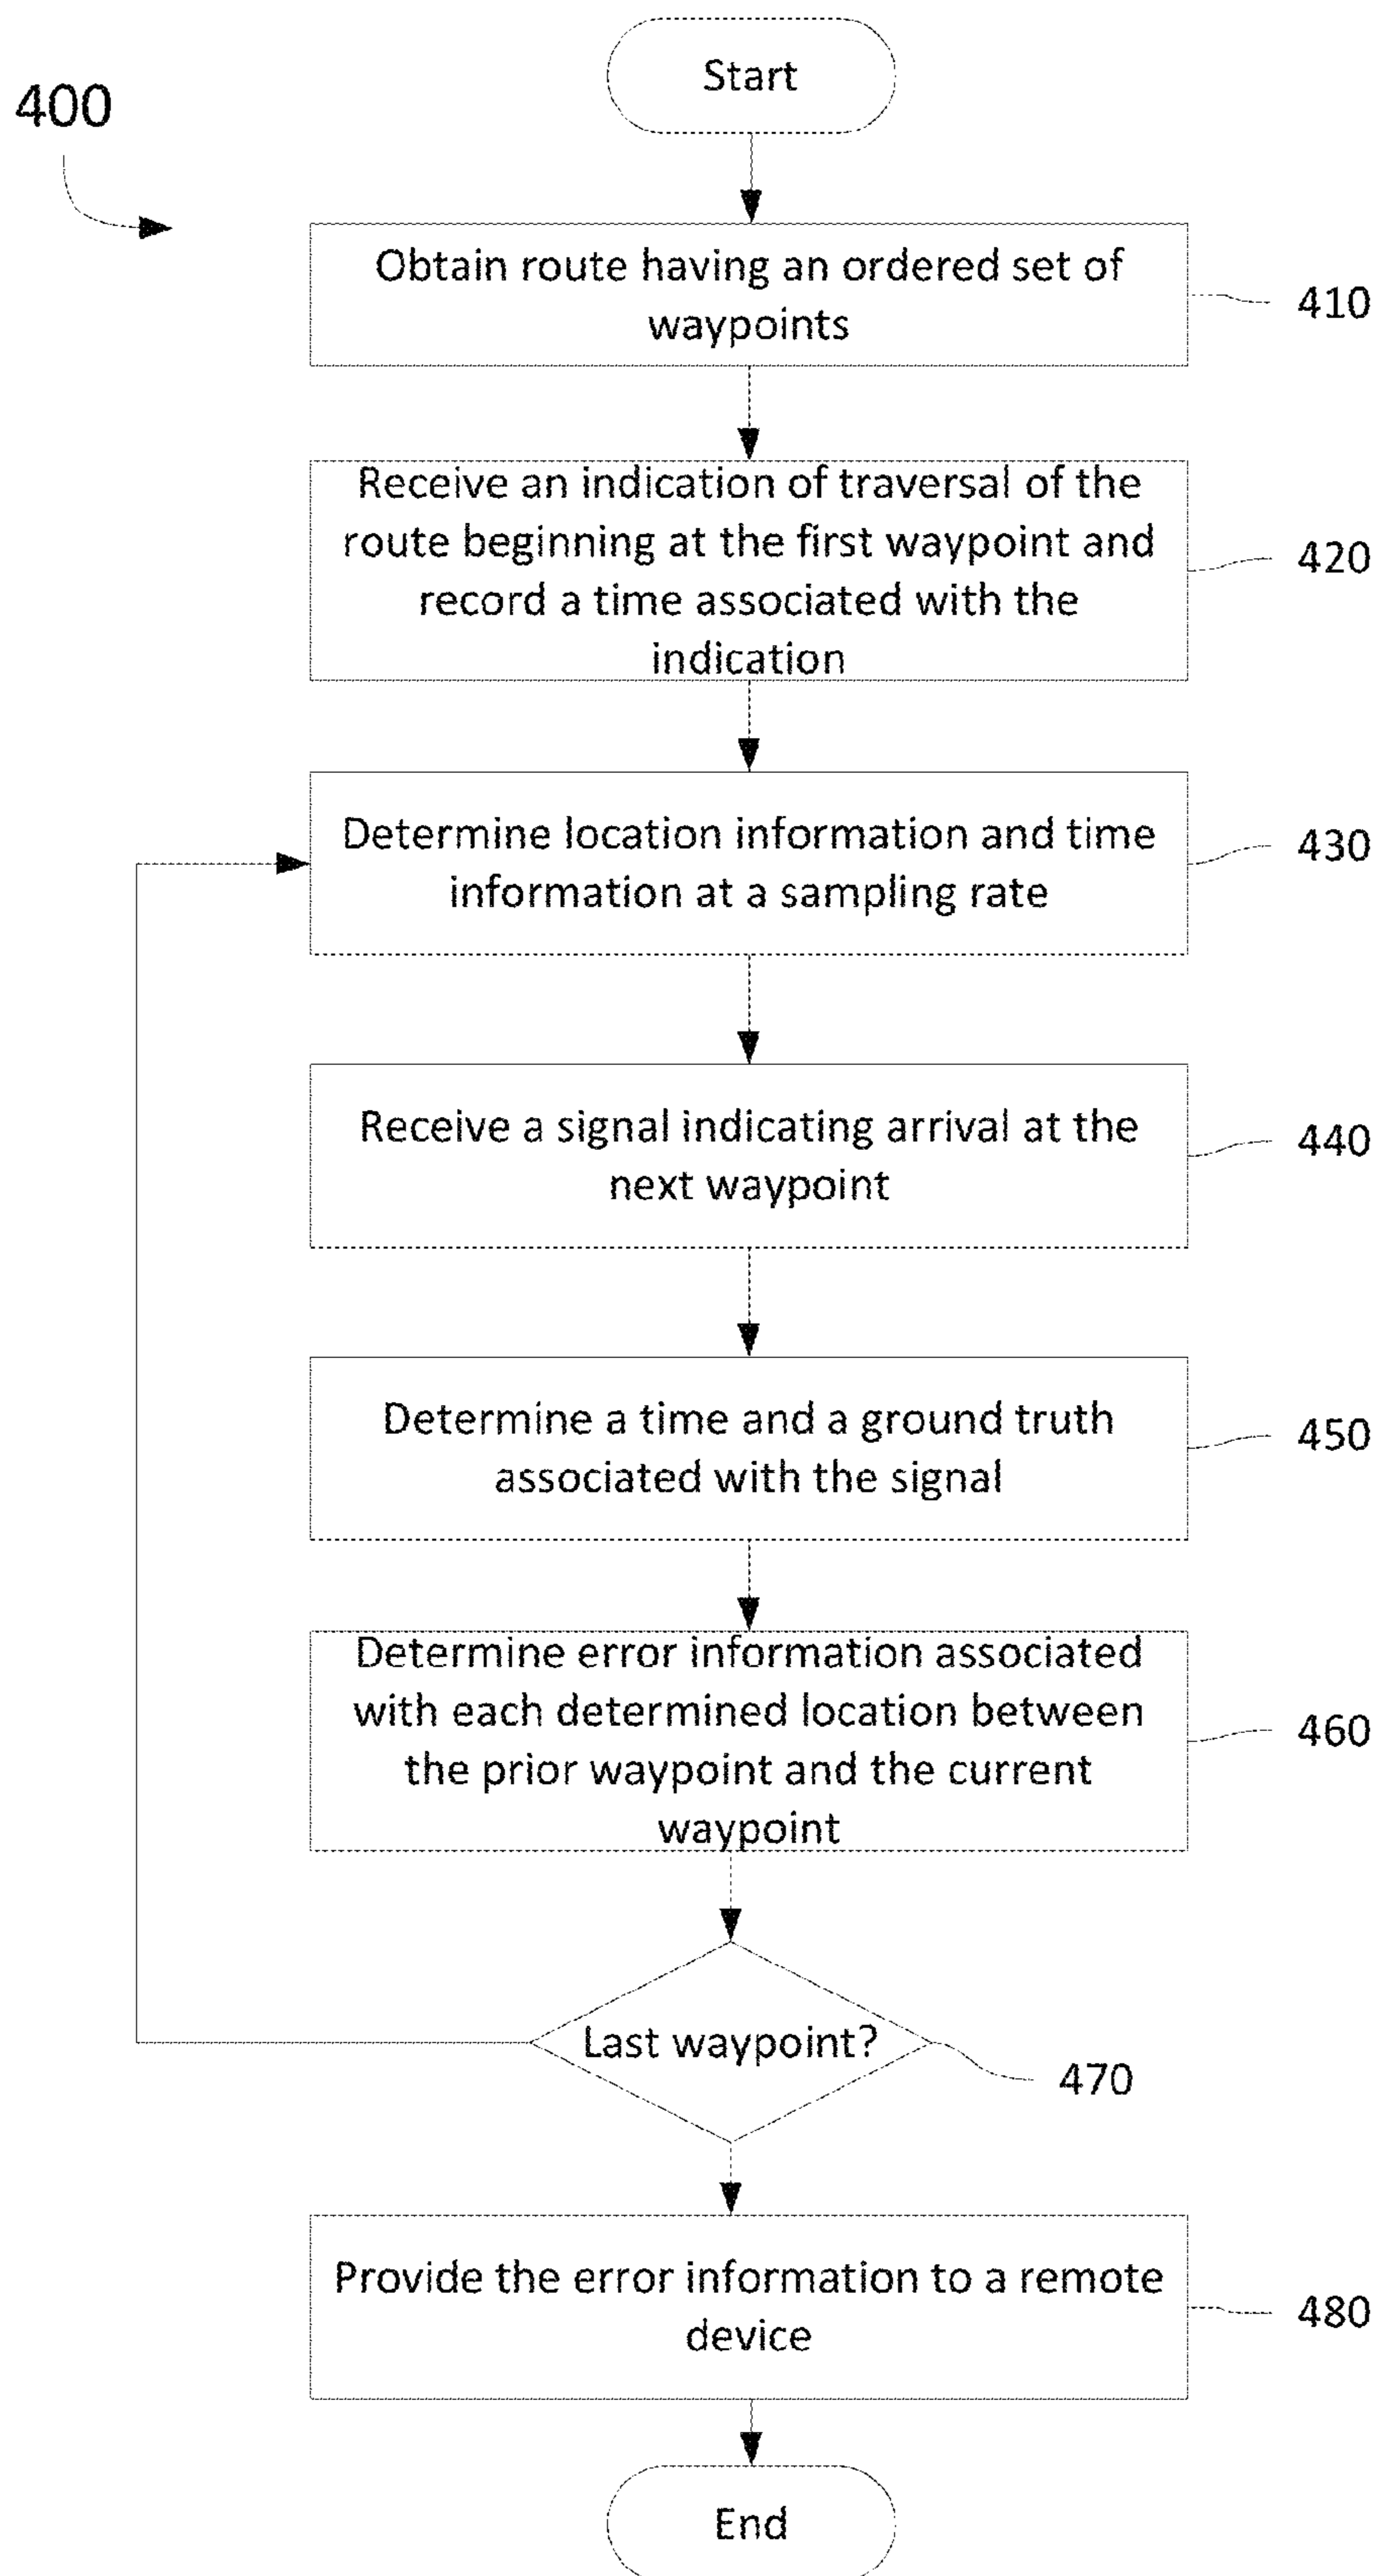 Start
400
Obtain route having an ordered set of
waypoints
410
Receive an indication of traversal of the
route beginning at the first waypoint and
record a time associated with the
indication
420
Determine location information and time
information at a sampling rate
430
Receive a signal indicating arrival at the
next waypoint
440
Determine a time and a ground truth
associated with the signal
450
Determine error information associated
with each determined location between
the prior waypoint and the current
waypoint
460
Last waypoint?
470
Provide the error information to a remote
device
480
End